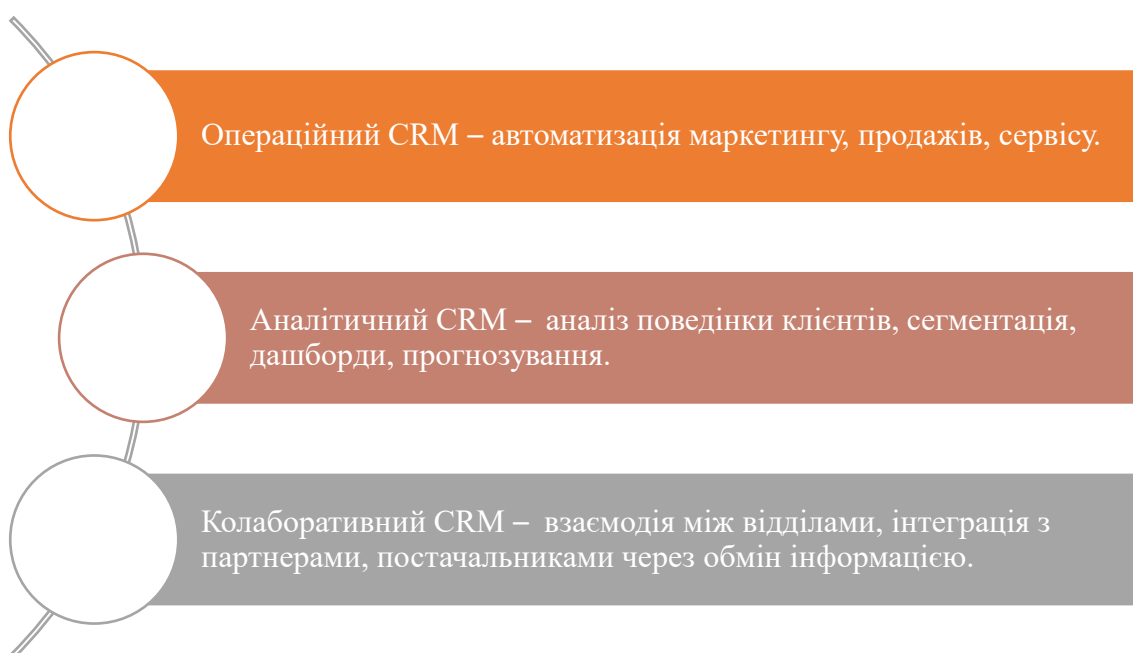 Операційний CRM – автоматизація маркетингу, продажів, сервісу.
Аналітичний CRM –  аналіз поведінки клієнтів, сегментація,
дашборди, прогнозування.
Колаборативний CRM –  взаємодія між відділами, інтеграція з
партнерами, постачальниками через обмін інформацією.